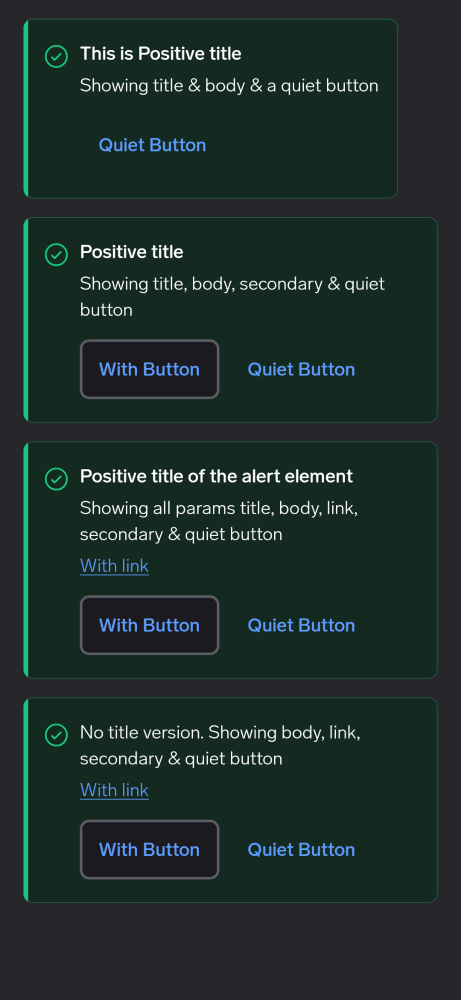 This is Positive title
Showing title & body & a quiet button
Quiet Button
Positive title
Showing title, body, secondary & quiet
button
With Button
Quiet Button
Positive title of the alert element
Showing all params title, body, link,
secondary & quiet button
With link
With Button
Quiet Button
No title version. Showing body, link,
secondary & quiet button
With link
With Button
Quiet Button